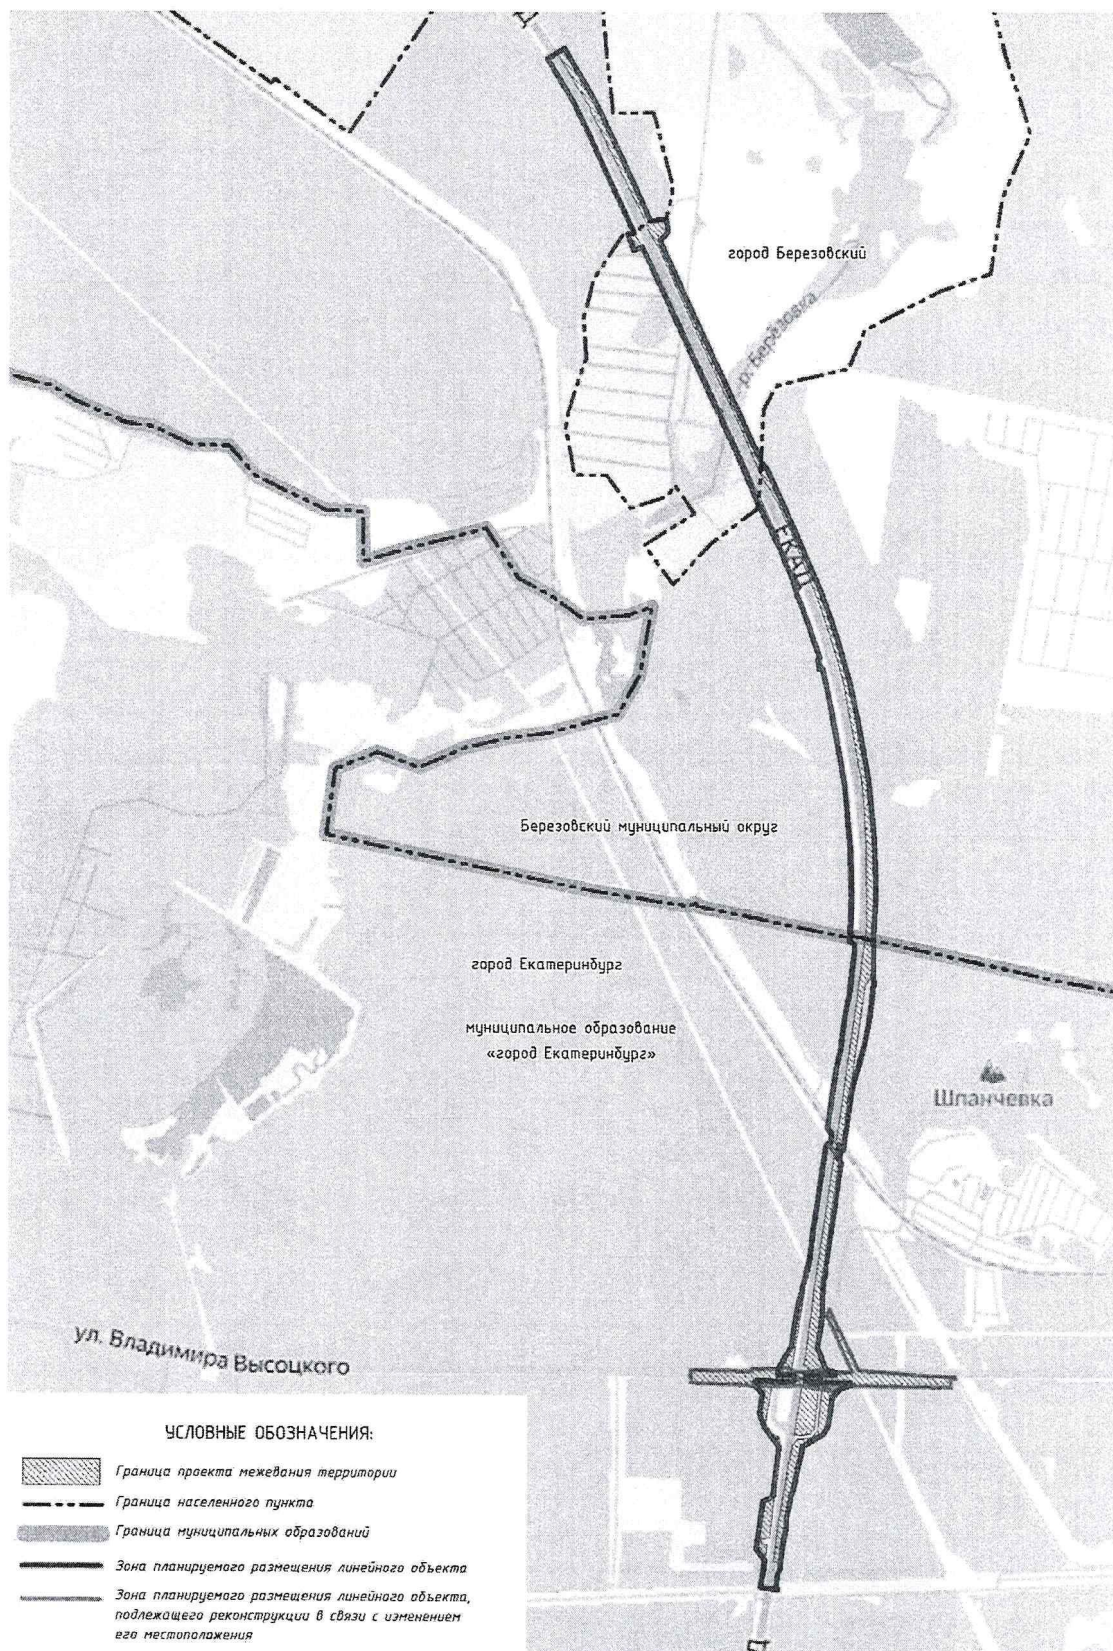 город Березовский
р. Берёзовка
ЕКАД
Березовский муниципальный округ
город Екатеринбург
муниципальное образование
«город Екатеринбург»
Шпанчевка
ул. Владимира Высоцкого
УСЛОВНЫЕ ОБОЗНАЧЕНИЯ:
Граница проекта межевания территории
Граница населенного пункта
Граница муниципальных образований
Зона планируемого размещения линейного объекта
Зона планируемого размещения линейного объекта,
подлежащего реконструкции в связи с изменением
его местоположения